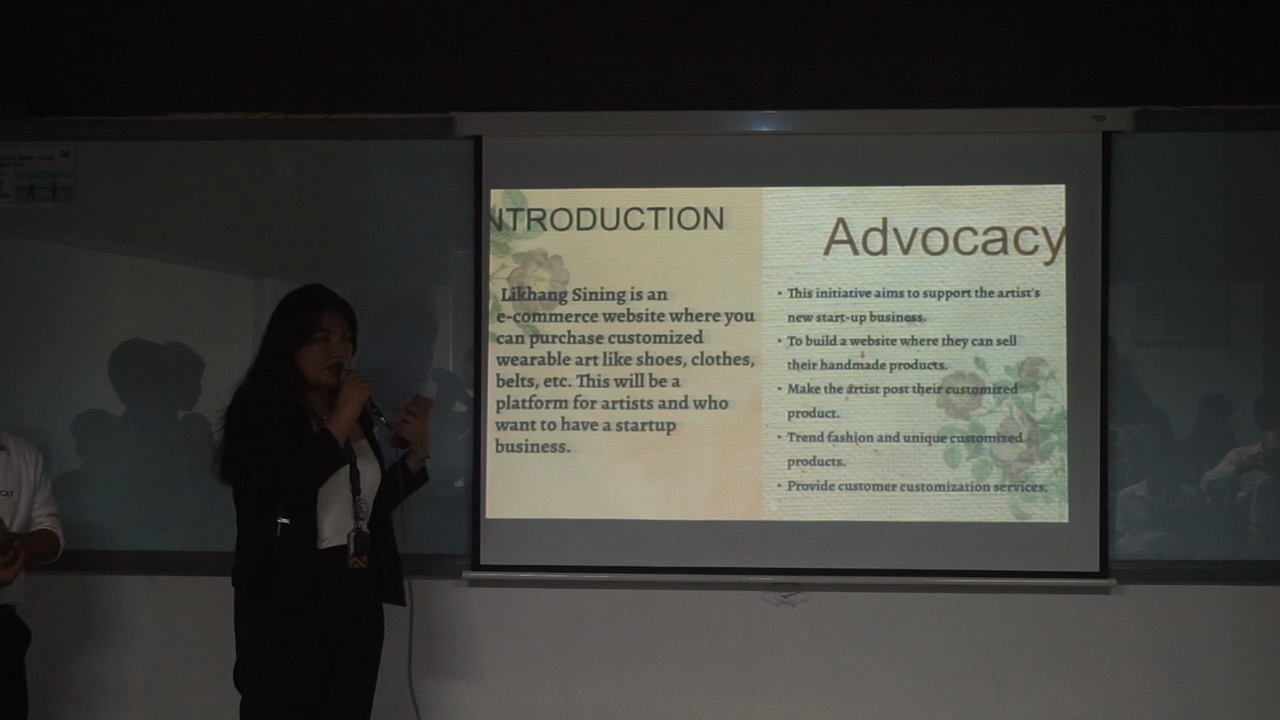 NTRODUCTION
Likhang Sining is an
e-commerce website where you
can purchase customized
wearable art like shoes, clothes,
belts, etc. This will be a
platform for artists and who
want to have a startup
business.
Advocacy
• This initiative aims to support the artist's
new start-up business.
• To build a website where they can sell
their handmade products.
• Make the artist post their customized
product.
• Trend fashion and unique customized
products.
• Provide customer customization services.